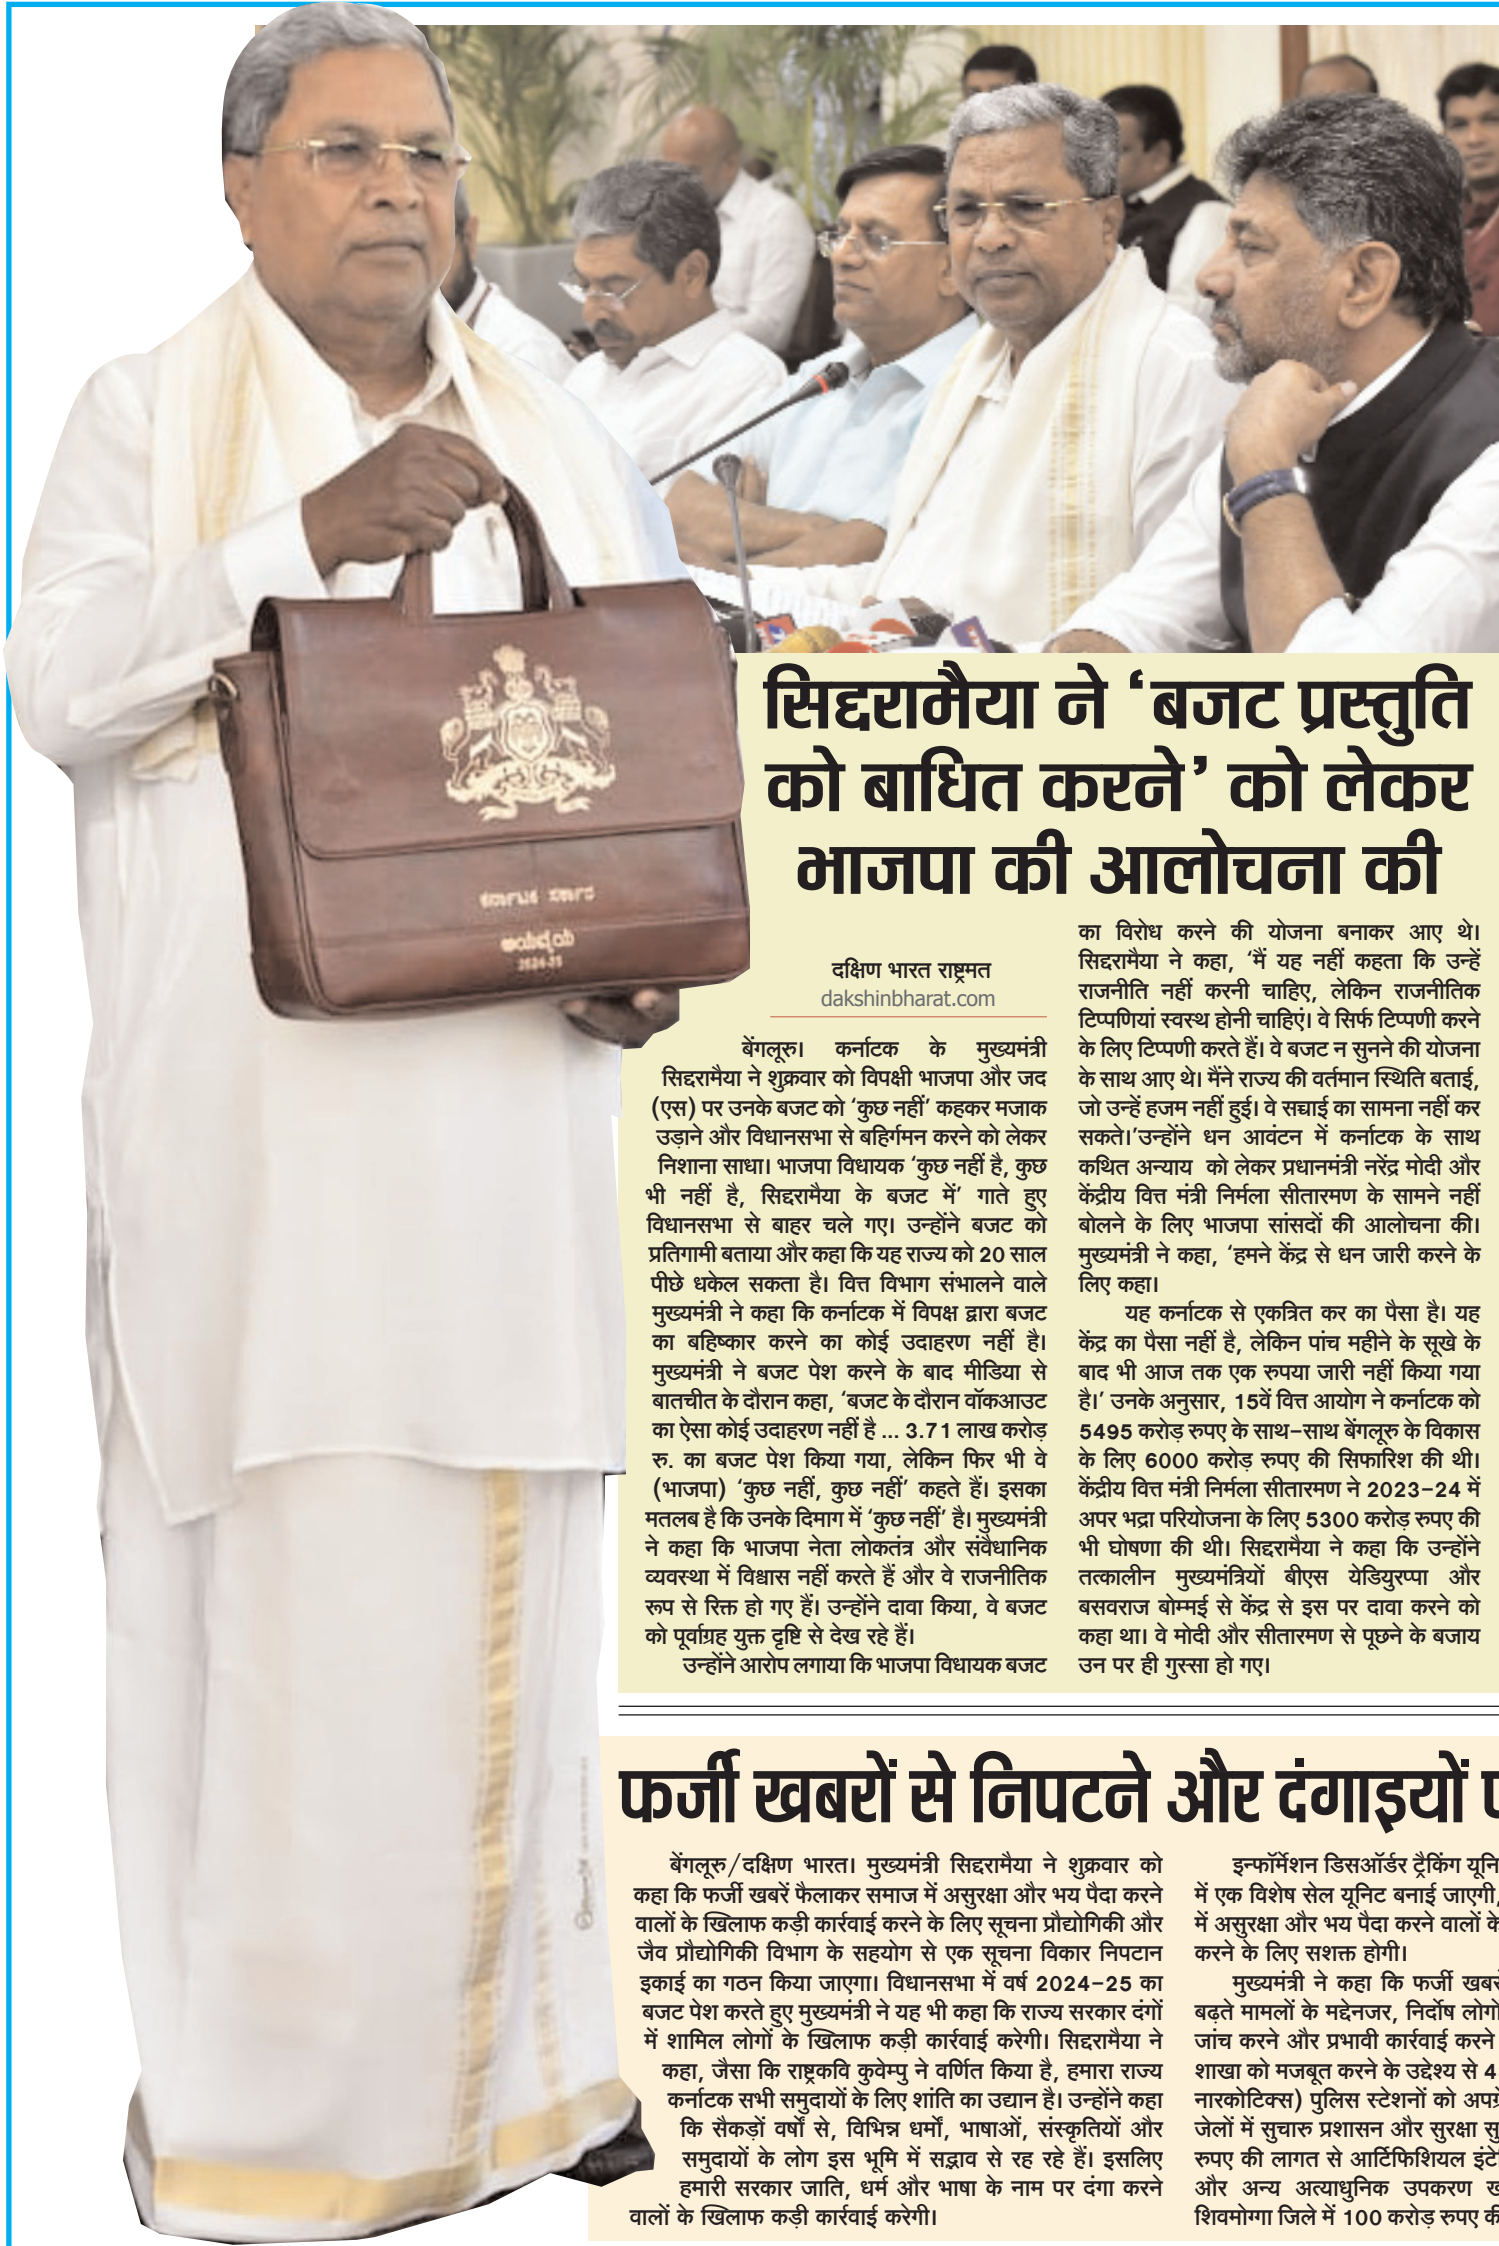 ಕರ್ನಾಟಕ ಸರ್ಕಾರ
ಆಯವ್ಯಯ
2024-25
सिद्दरामैया ने ‘बजट प्रस्तुति
को बाधित करने’ को लेकर
भाजपा की आलोचना की
दक्षिण भारत राष्ट्रमत
dakshinbharat.com
बेंगलूरु। कर्नाटक के मुख्यमंत्री
सिद्दरामैया ने शुक्रवार को विपक्षी भाजपा और जद
(एस) पर उनके बजट को ‘कुछ नहीं’ कहकर मजाक
उड़ाने और विधानसभा से बहिर्गमन करने को लेकर
निशाना साधा। भाजपा विधायक ‘कुछ नहीं है, कुछ
भी नहीं है, सिद्दरामैया के बजट में’ गाते हुए
विधानसभा से बाहर चले गए। उन्होंने बजट को
प्रतिगामी बताया और कहा कि यह राज्य को 20 साल
पीछे धकेल सकता है। वित्त विभाग संभालने वाले
मुख्यमंत्री ने कहा कि कर्नाटक में विपक्ष द्वारा बजट
का बहिष्कार करने का कोई उदाहरण नहीं है।
मुख्यमंत्री ने बजट पेश करने के बाद मीडिया से
बातचीत के दौरान कहा, ‘बजट के दौरान वॉकआउट
का ऐसा कोई उदाहरण नहीं है ... 3.71 लाख करोड़
रु. का बजट पेश किया गया, लेकिन फिर भी वे
(भाजपा) ‘कुछ नहीं, कुछ नहीं’ कहते हैं। इसका
मतलब है कि उनके दिमाग में ‘कुछ नहीं’ है। मुख्यमंत्री
ने कहा कि भाजपा नेता लोकतंत्र और संवैधानिक
व्यवस्था में विश्वास नहीं करते हैं और वे राजनीतिक
रूप से रिक्त हो गए हैं। उन्होंने दावा किया, वे बजट
को पूर्वाग्रह युक्त दृष्टि से देख रहे हैं।
उन्होंने आरोप लगाया कि भाजपा विधायक बजट
का विरोध करने की योजना बनाकर आए थे।
सिद्दरामैया ने कहा, ‘मैं यह नहीं कहता कि उन्हें
राजनीति नहीं करनी चाहिए, लेकिन राजनीतिक
टिप्पणियां स्वस्थ होनी चाहिएं। वे सिर्फ टिप्पणी करने
के लिए टिप्पणी करते हैं। वे बजट न सुनने की योजना
के साथ आए थे। मैंने राज्य की वर्तमान स्थिति बताई,
जो उन्हें हजम नहीं हुई। वे सच्चाई का सामना नहीं कर
सकते।’उन्होंने धन आवंटन में कर्नाटक के साथ
कथित अन्याय को लेकर प्रधानमंत्री नरेंद्र मोदी और
केंद्रीय वित्त मंत्री निर्मला सीतारमण के सामने नहीं
बोलने के लिए भाजपा सांसदों की आलोचना की।
मुख्यमंत्री ने कहा, ‘हमने केंद्र से धन जारी करने के
लिए कहा।
यह कर्नाटक से एकत्रित कर का पैसा है। यह
केंद्र का पैसा नहीं है, लेकिन पांच महीने के सूखे के
बाद भी आज तक एक रुपया जारी नहीं किया गया
है।’ उनके अनुसार, 15वें वित्त आयोग ने कर्नाटक को
5495 करोड़ रुपए के साथ-साथ बेंगलूरु के विकास
के लिए 6000 करोड़ रुपए की सिफारिश की थी।
केंद्रीय वित्त मंत्री निर्मला सीतारमण ने 2023-24 में
अपर भद्रा परियोजना के लिए 5300 करोड़ रुपए की
भी घोषणा की थी। सिद्दरामैया ने कहा कि उन्होंने
तत्कालीन मुख्यमंत्रियों बीएस येडियुरप्पा और
बसवराज बोम्मई से केंद्र से इस पर दावा करने को
कहा था। वे मोदी और सीतारमण से पूछने के बजाय
उन पर ही गुस्सा हो गए।
फर्जी खबरों से निपटने और दंगाइयों
बेंगलूरु/दक्षिण भारत। मुख्यमंत्री सिद्दरामैया ने शुक्रवार को
कहा कि फर्जी खबरें फैलाकर समाज में असुरक्षा और भय पैदा करने
वालों के खिलाफ कड़ी कार्रवाई करने के लिए सूचना प्रौद्योगिकी और
जैव प्रौद्योगिकी विभाग के सहयोग से एक सूचना विकार निपटान
इकाई का गठन किया जाएगा। विधानसभा में वर्ष 2024-25 का
बजट पेश करते हुए मुख्यमंत्री ने यह भी कहा कि राज्य सरकार दंगों
में शामिल लोगों के खिलाफ कड़ी कार्रवाई करेगी। सिद्दरामैया ने
कहा, जैसा कि राष्ट्रकवि कुवेम्पु ने वर्णित किया है, हमारा राज्य
कर्नाटक सभी समुदायों के लिए शांति का उद्यान है। उन्होंने कहा
कि सैकड़ों वर्षों से, विभिन्न धर्मों, भाषाओं, संस्कृतियों और
समुदायों के लोग इस भूमि में सद्भाव से रह रहे हैं। इसलिए
हमारी सरकार जाति, धर्म और भाषा के नाम पर दंगा करने
वालों के खिलाफ कड़ी कार्रवाई करेगी।
इन्फॉर्मेशन डिसऑर्डर ट्रैकिंग
में एक विशेष सेल यूनिट बनाई जाएगी,
में असुरक्षा और भय पैदा करने वालों के
करने के लिए सशक्त होगी।
मुख्यमंत्री ने कहा कि फर्जी
बढ़ते मामलों के मद्देनजर, निर्दोष
जांच करने और प्रभावी कार्रवाई करने
शाखा को मजबूत करने के उद्देश्य से 4
नारकोटिक्स) पुलिस स्टेशनों को
जेलों में सुचारु प्रशासन और सुरक्षा
रुपए की लागत से आर्टिफिशियल
और अन्य अत्याधुनिक उपकरण
शिवमोग्गा जिले में 100 करोड़ रुपए